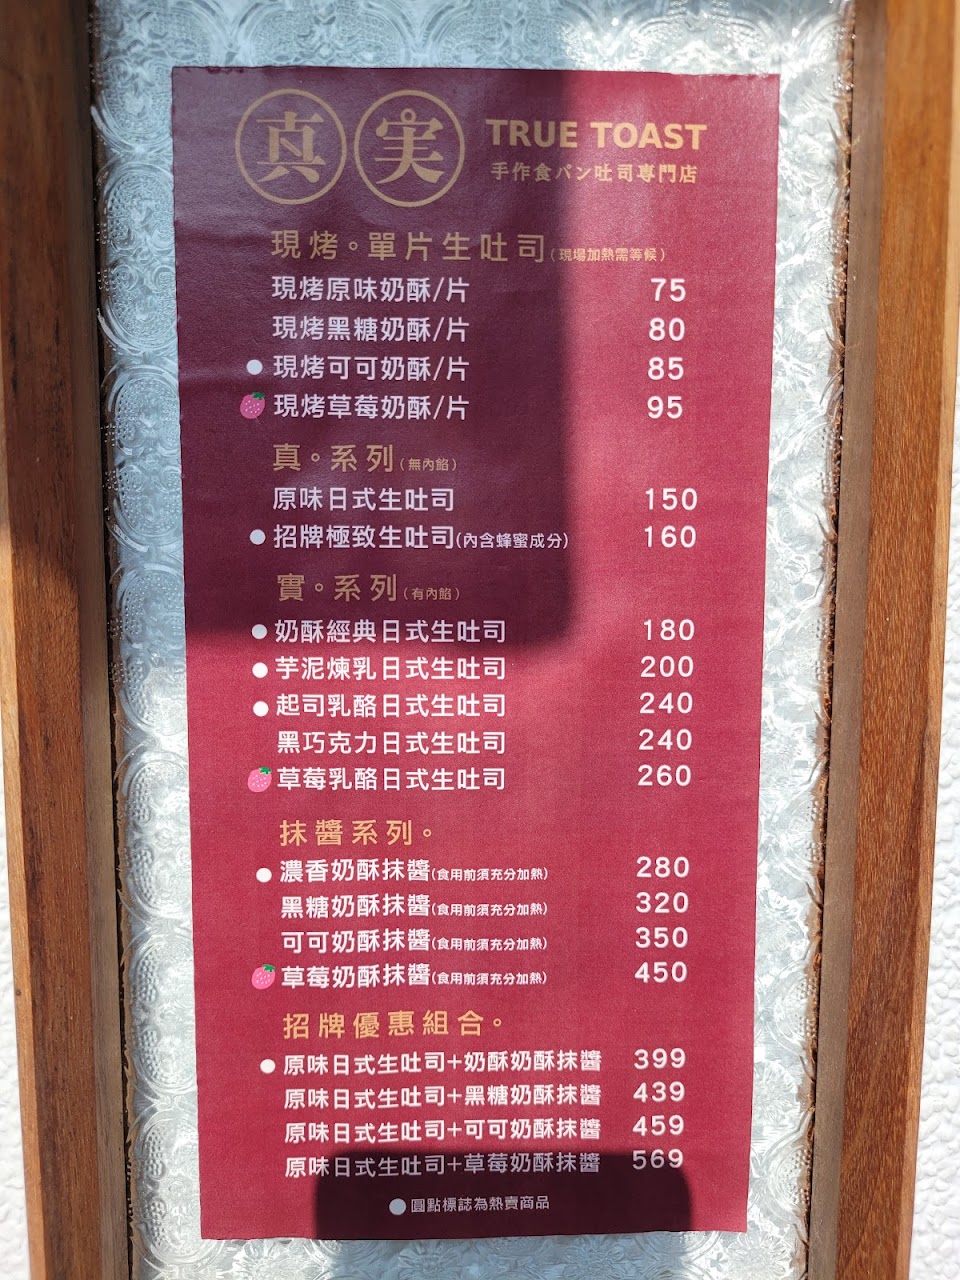 真実 TRUE TOAST
手作食パン吐司専門店
現烤。單片生吐司(現場加熱需等候)
現烤原味奶酥/片 75
現烤黑糖奶酥/片 80
現烤可可奶酥/片 85
現烤草莓奶酥/片 95
真。系列(無內餡)
原味日式生吐司 150
招牌極致生吐司(內含蜂蜜成分) 160
實。系列(有內餡)
奶酥經典日式生吐司 180
芋泥煉乳日式生吐司 200
起司乳酪日式生吐司 240
黑巧克力日式生吐司 240
草莓乳酪日式生吐司 260
抹醬系列。
濃香奶酥抹醬(食用前須充分加熱) 280
黑糖奶酥抹醬(食用前須充分加熱) 320
可可奶酥抹醬(食用前須充分加熱) 350
草莓奶酥抹醬(食用前須充分加熱) 450
招牌優惠組合。
原味日式生吐司+奶酥奶酥抹醬 399
原味日式生吐司+黑糖奶酥抹醬 439
原味日式生吐司+可可奶酥抹醬 459
原味日式生吐司+草莓奶酥抹醬 569
圓點標誌為熱賣商品